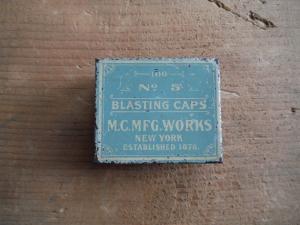 100
No 5
BLASTING CAPS
M.C.MFG.WORKS
NEW YORK
ESTABLISHED 1876.